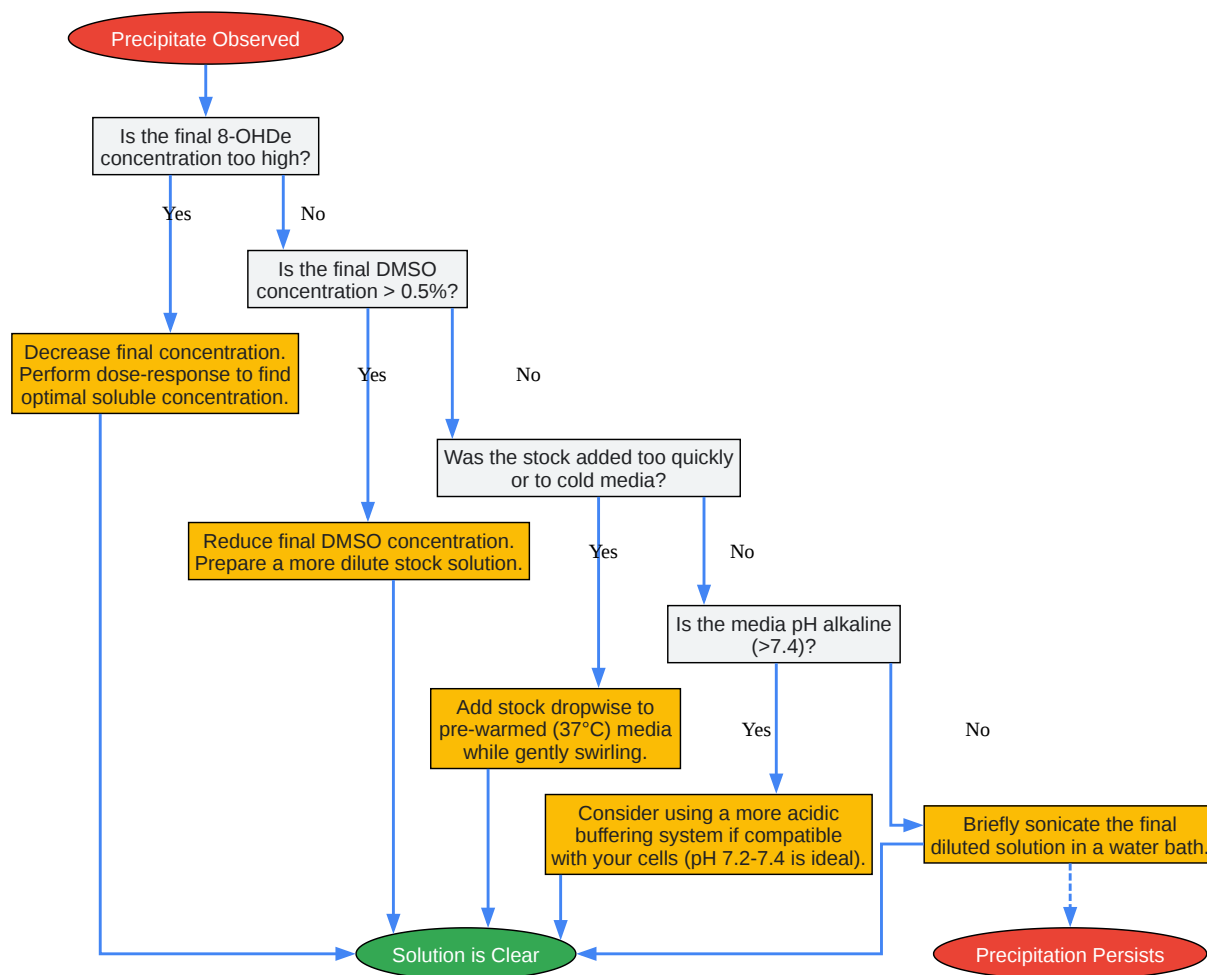 Precipitate Observed
Is the final 8-OHDe
concentration too high?
Yes
No
Is the final DMSO
concentration > 0.5%?
Decrease final concentration.
Perform dose-response to find
optimal soluble concentration.
Yes
No
Was the stock added too quickly
or to cold media?
Reduce final DMSO concentration.
Prepare a more dilute stock solution.
Yes
No
Is the media pH alkaline
(>7.4)?
Add stock dropwise to
pre-warmed (37°C) media
while gently swirling.
Yes
No
Consider using a more acidic
buffering system if compatible
with your cells (pH 7.2-7.4 is ideal).
Briefly sonicate the final
diluted solution in a water bath.
Solution is Clear
Precipitation Persists